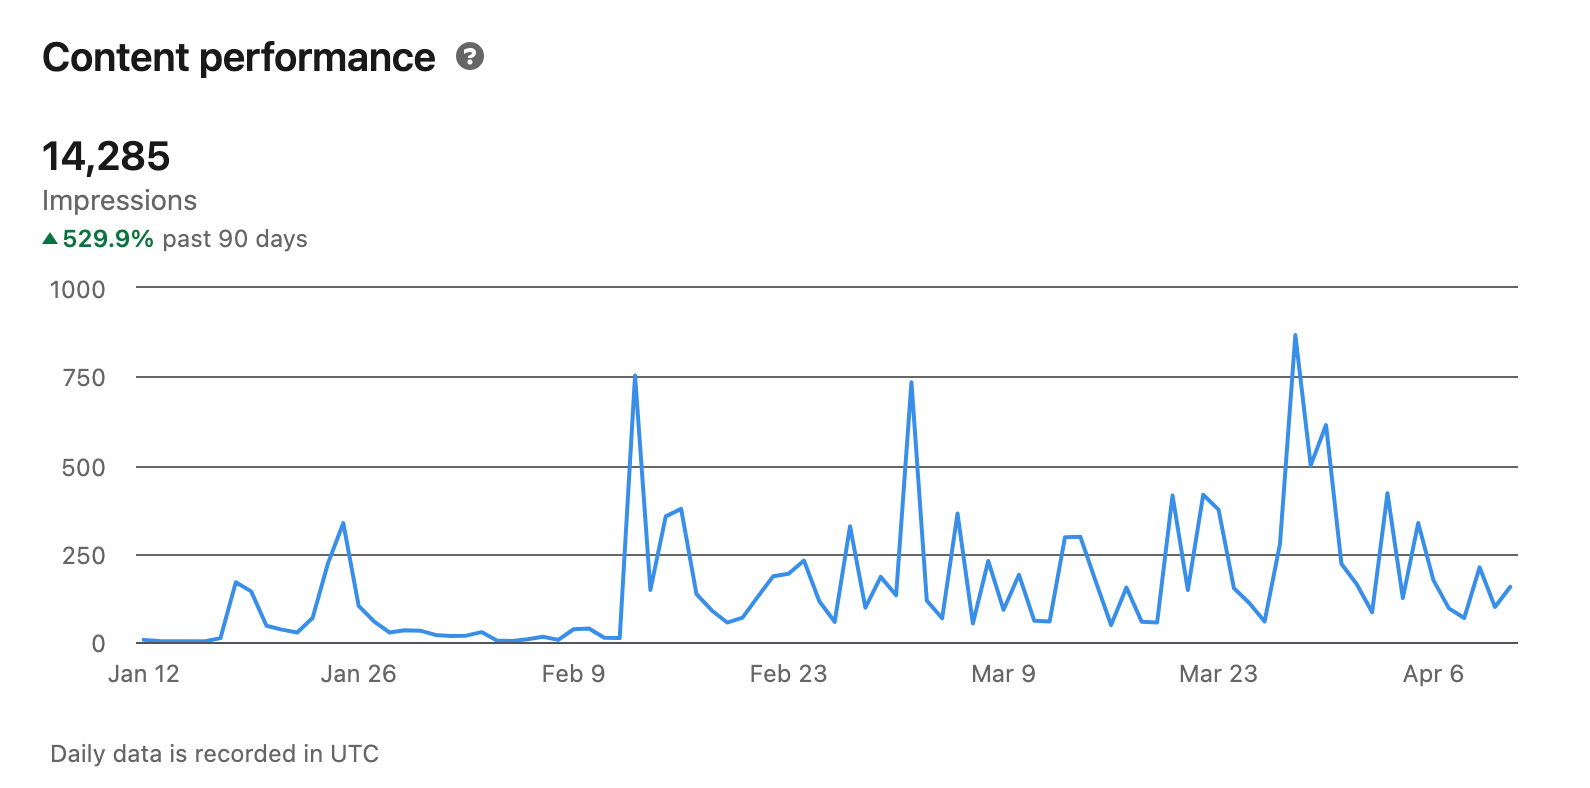 Content performance ?
14,285
Impressions
▲529.9% past 90 days
1000
750
500
250
0
Jan 12 Jan 26 Feb 9 Feb 23 Mar 9 Mar 23 Apr 6
Daily data is recorded in UTC